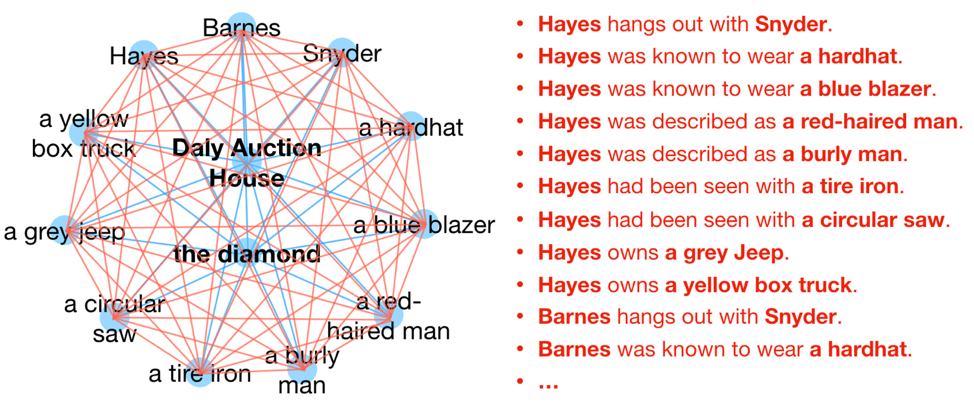 Barnes
Hayes
Snyder
a yellow
box truck
a hardhat
Daly Auction
House
a grey jeep
a blue blazer
the diamond
a circular
saw
a red-
haired man
a tire iron
a burly
man
• Hayes hangs out with Snyder.
• Hayes was known to wear a hardhat.
• Hayes was known to wear a blue blazer.
• Hayes was described as a red-haired man.
• Hayes was described as a burly man.
• Hayes had been seen with a tire iron.
• Hayes had been seen with a circular saw.
• Hayes owns a grey Jeep.
• Hayes owns a yellow box truck.
• Barnes hangs out with Snyder.
• Barnes was known to wear a hardhat.
• ...